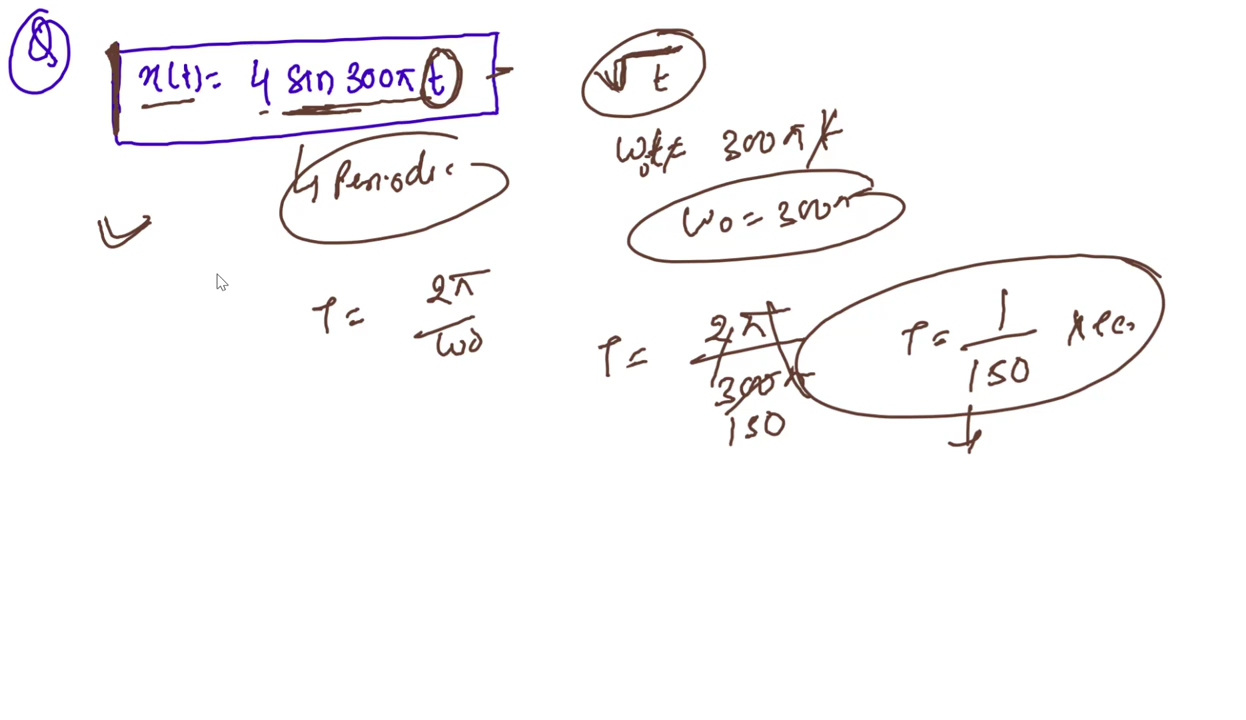 Q
x(t) = 4 sin 300π t
√t
↳ Periodic
ω₀t = 300πt
ω₀ = 300π
T = 2π / ω₀
T = 2π / 300π
150
T = 1 / 150 sec.